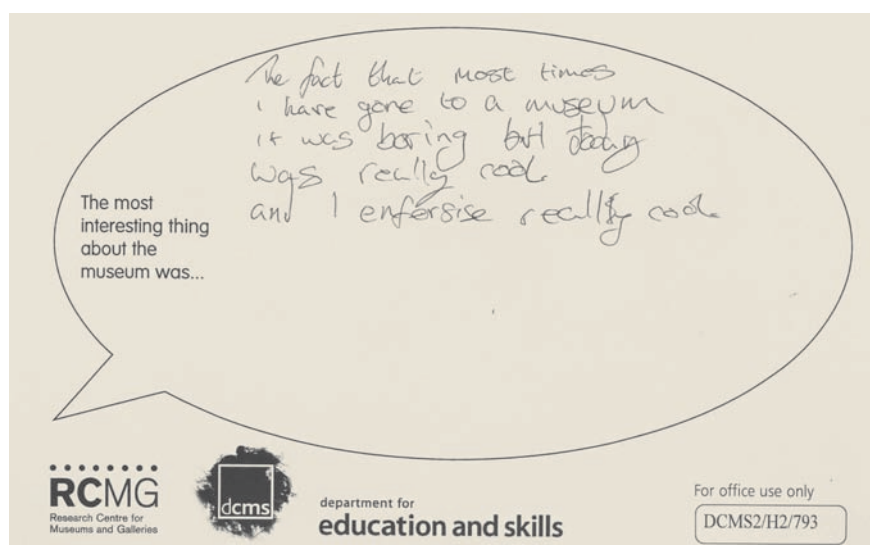 The fact that most times
i have gone to a museum
it was boring but today
was really cool.
and I enfersise really cool.
The most
interesting thing
about the
museum was...
RCMG
Research Centre for
Museums and Galleries
dcms
department for
education and skills
For office use only
DCMS2/H2/793